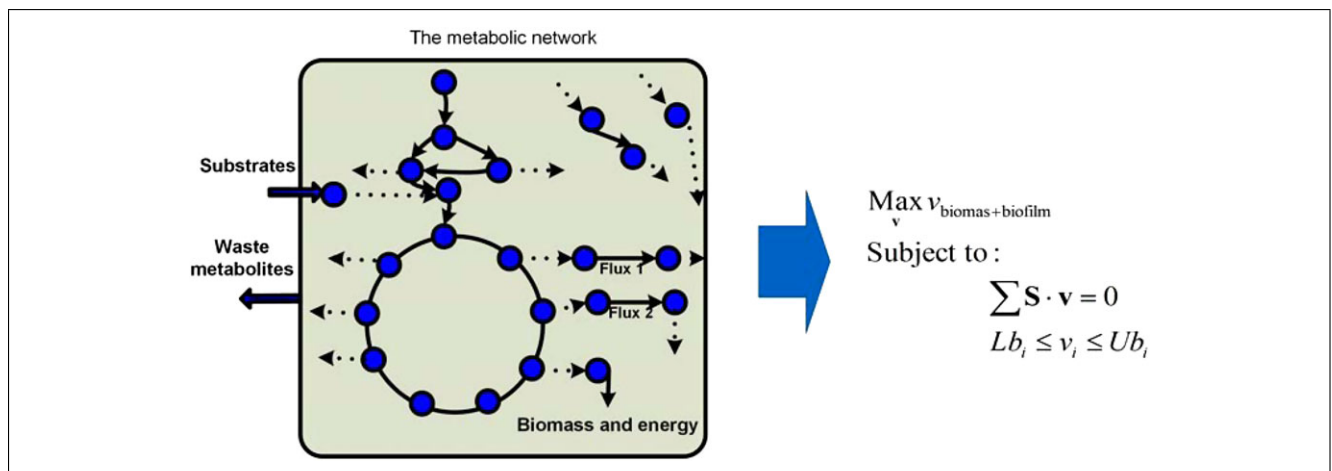 The metabolic network
Substrates
Waste
metabolites
Flux 1
Flux 2
Biomass and energy
Max v biomas+biofilm
v
Subject to :
∑ S · v = 0
Lb_i ≤ v_i ≤ Ub_i